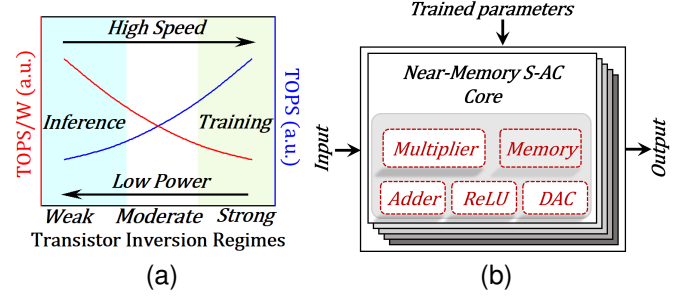 High Speed
TOPS/W (a.u.)
TOPS (a.u.)
Inference
Training
Low Power
Weak Moderate Strong
Transistor Inversion Regimes
(a)
Trained parameters
Near-Memory S-AC
Core
Input
Multiplier
Memory
Output
Adder
ReLU
DAC
(b)